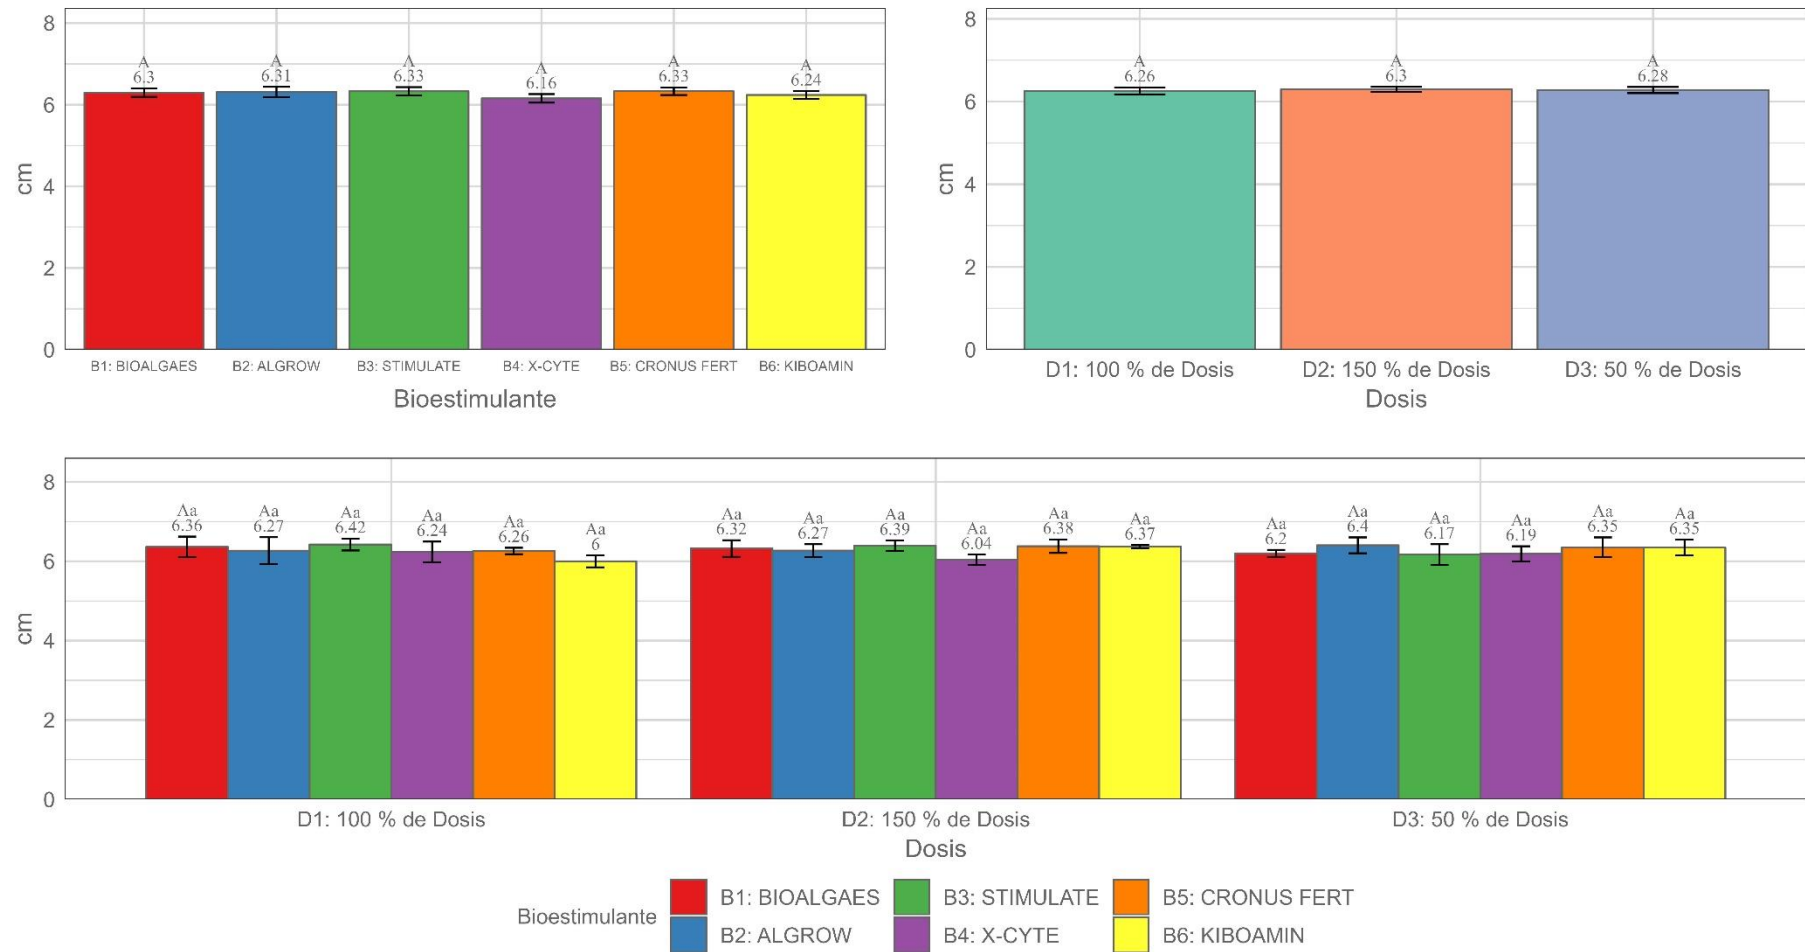 8
6
4
2
0
cm
A
6.3
A
6.31
A
6.33
A
6.16
A
6.33
A
6.24
B1: BIOALGAES
B2: ALGROW
B3: STIMULATE
B4: X-CYTE
B5: CRONUS FERT
B6: KIBOAMIN
Bioestimulante
8
6
4
2
0
cm
A
6.26
A
6.3
A
6.28
D1: 100 % de Dosis
D2: 150 % de Dosis
D3: 50 % de Dosis
Dosis
8
6
4
2
0
cm
Aa
6.36
Aa
6.27
Aa
6.42
Aa
6.24
Aa
6.26
Aa
6
Aa
6.32
Aa
6.27
Aa
6.39
Aa
6.04
Aa
6.38
Aa
6.37
Aa
6.2
Aa
6.4
Aa
6.17
Aa
6.19
Aa
6.35
Aa
6.35
D1: 100 % de Dosis
D2: 150 % de Dosis
D3: 50 % de Dosis
Dosis
Bioestimulante
B1: BIOALGAES
B2: ALGROW
B3: STIMULATE
B4: X-CYTE
B5: CRONUS FERT
B6: KIBOAMIN